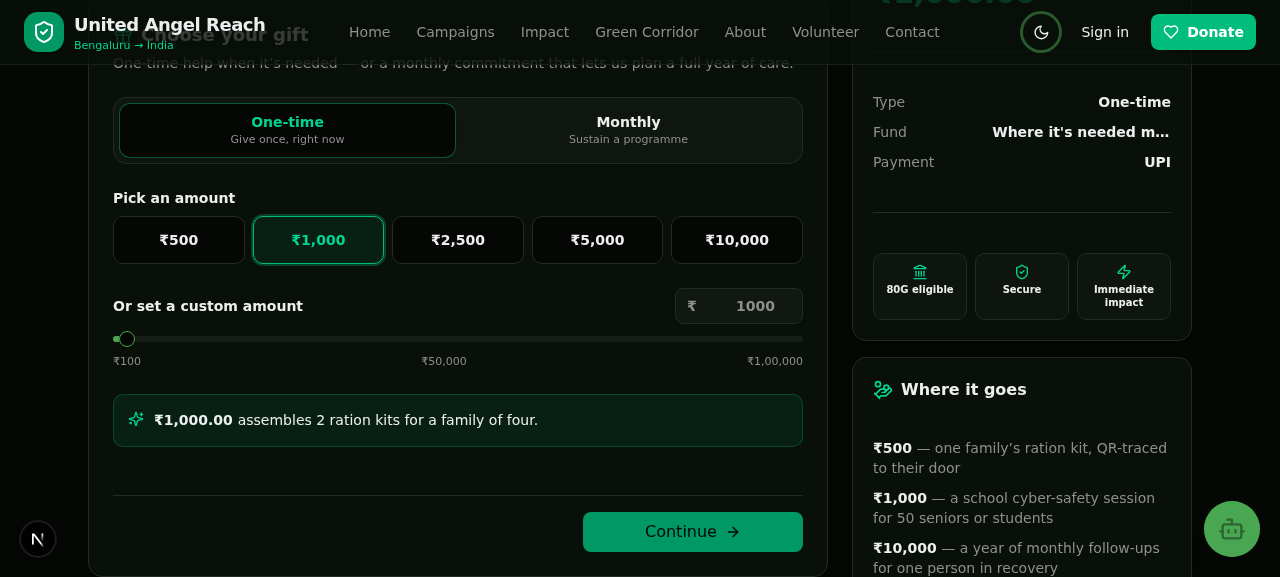 United Angel Reach
Bengaluru → India
Home
Campaigns
Impact
Green Corridor
About
Volunteer
Contact
Sign in
Donate
Choose your gift
One-time help when it's needed — or a monthly commitment that lets us plan a full year of care.
One-time
Give once, right now
Monthly
Sustain a programme
Pick an amount
₹500
₹1,000
₹2,500
₹5,000
₹10,000
Or set a custom amount
₹ 1000
₹100
₹50,000
₹1,00,000
₹1,000.00 assembles 2 ration kits for a family of four.
Continue →
Type One-time
Fund Where it's needed m…
Payment UPI
80G eligible
Secure
Immediate
impact
Where it goes
₹500 — one family’s ration kit, QR-traced
to their door
₹1,000 — a school cyber-safety session
for 50 seniors or students
₹10,000 — a year of monthly follow-ups
for one person in recovery